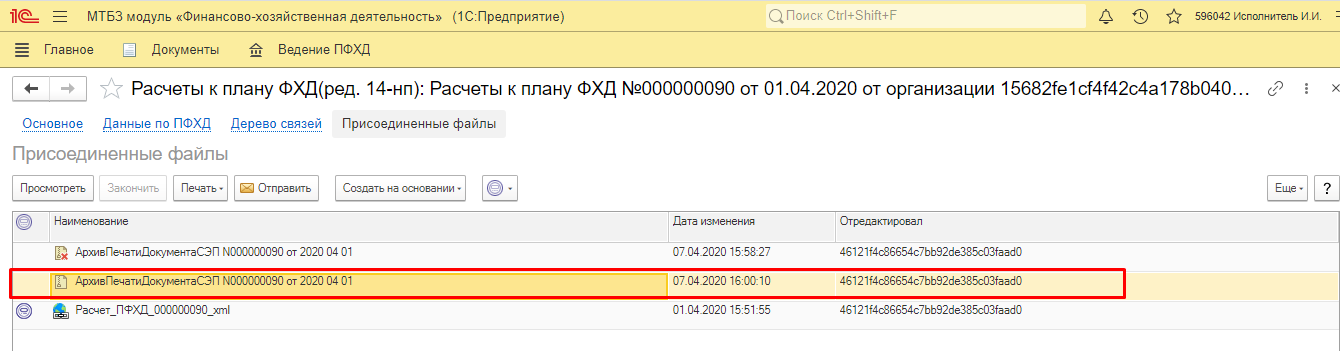 1С МТБЗ модуль «Финансово-хозяйственная деятельность» (1С:Предприятие) Поиск Ctrl+Shift+F 596042 Исполнитель И.И.
Главное Документы Ведение ПФХД
Расчеты к плану ФХД(ред. 14-нп): Расчеты к плану ФХД №000000090 от 01.04.2020 от организации 15682fe1cf4f42c4a178b040...
Основное Данные по ПФХД Дерево связей Присоединенные файлы
Присоединенные файлы
Просмотреть Закончить Печать Отправить Создать на основании Еще ?
Наименование Дата изменения Отредактировал
АрхивПечатиДокументаСЭП N000000090 от 2020 04 01 07.04.2020 15:58:27 46121f4c86654c7bb92de385c03faad0
АрхивПечатиДокументаСЭП N000000090 от 2020 04 01 07.04.2020 16:00:10 46121f4c86654c7bb92de385c03faad0
Расчет_ПФХД_000000090_xml 01.04.2020 15:51:55 46121f4c86654c7bb92de385c03faad0